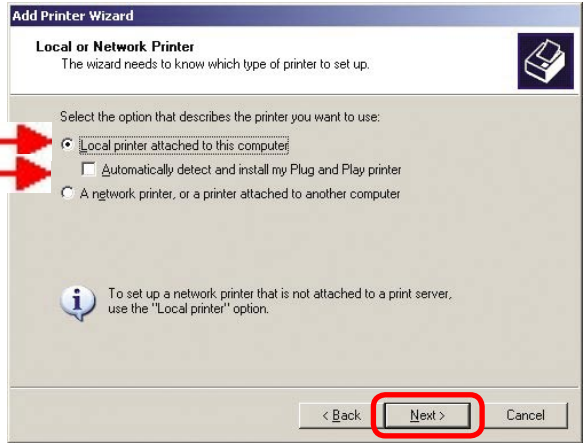 Add Printer Wizard
Local or Network Printer
The wizard needs to know which type of printer to set up.
Select the option that describes the printer you want to use:
Local printer attached to this computer
Automatically detect and install my Plug and Play printer
A network printer, or a printer attached to another computer
To set up a network printer that is not attached to a print server,
use the "Local printer" option.
< Back Next > Cancel